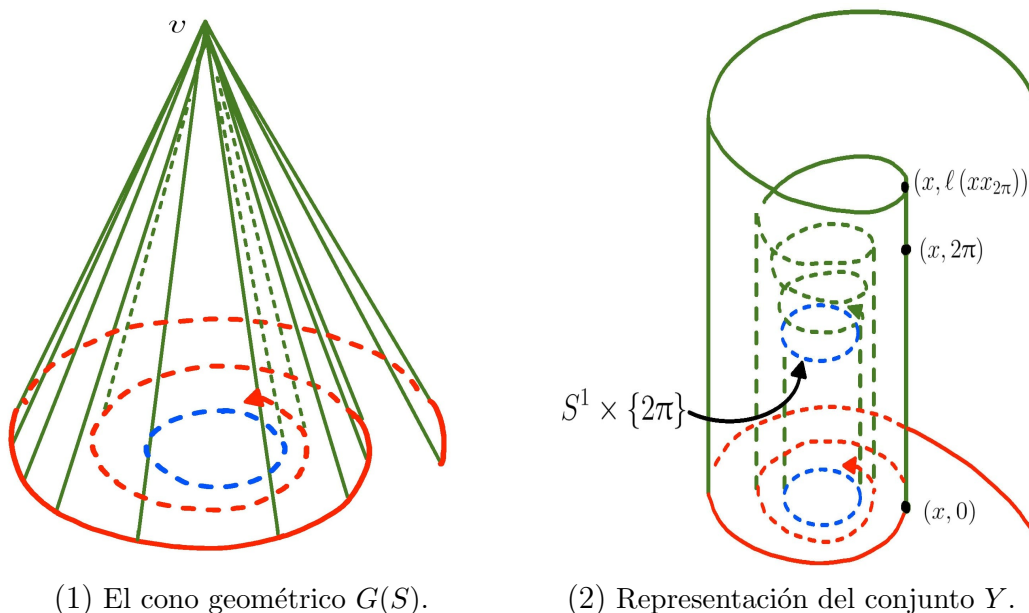 v
(x, ℓ (xx₂π))
(x, 2π)
S¹ × {2π}
(x, 0)
(1) El cono geométrico G(S).
(2) Representación del conjunto Y.